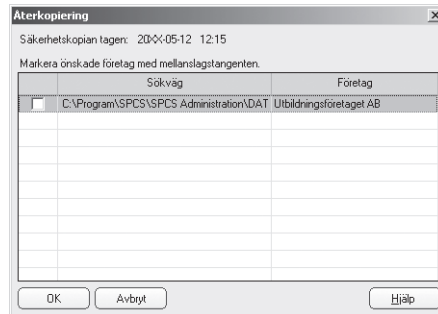 Återkopiering
Säkerhetskopian tagen: 20XX-05-12 12:15
Markera önskade företag med mellanslagstangenten.
Sökväg Företag
C:\Program\SPCS\SPCS Administration\DAT Utbildningsföretaget AB
OK Avbryt Hjälp